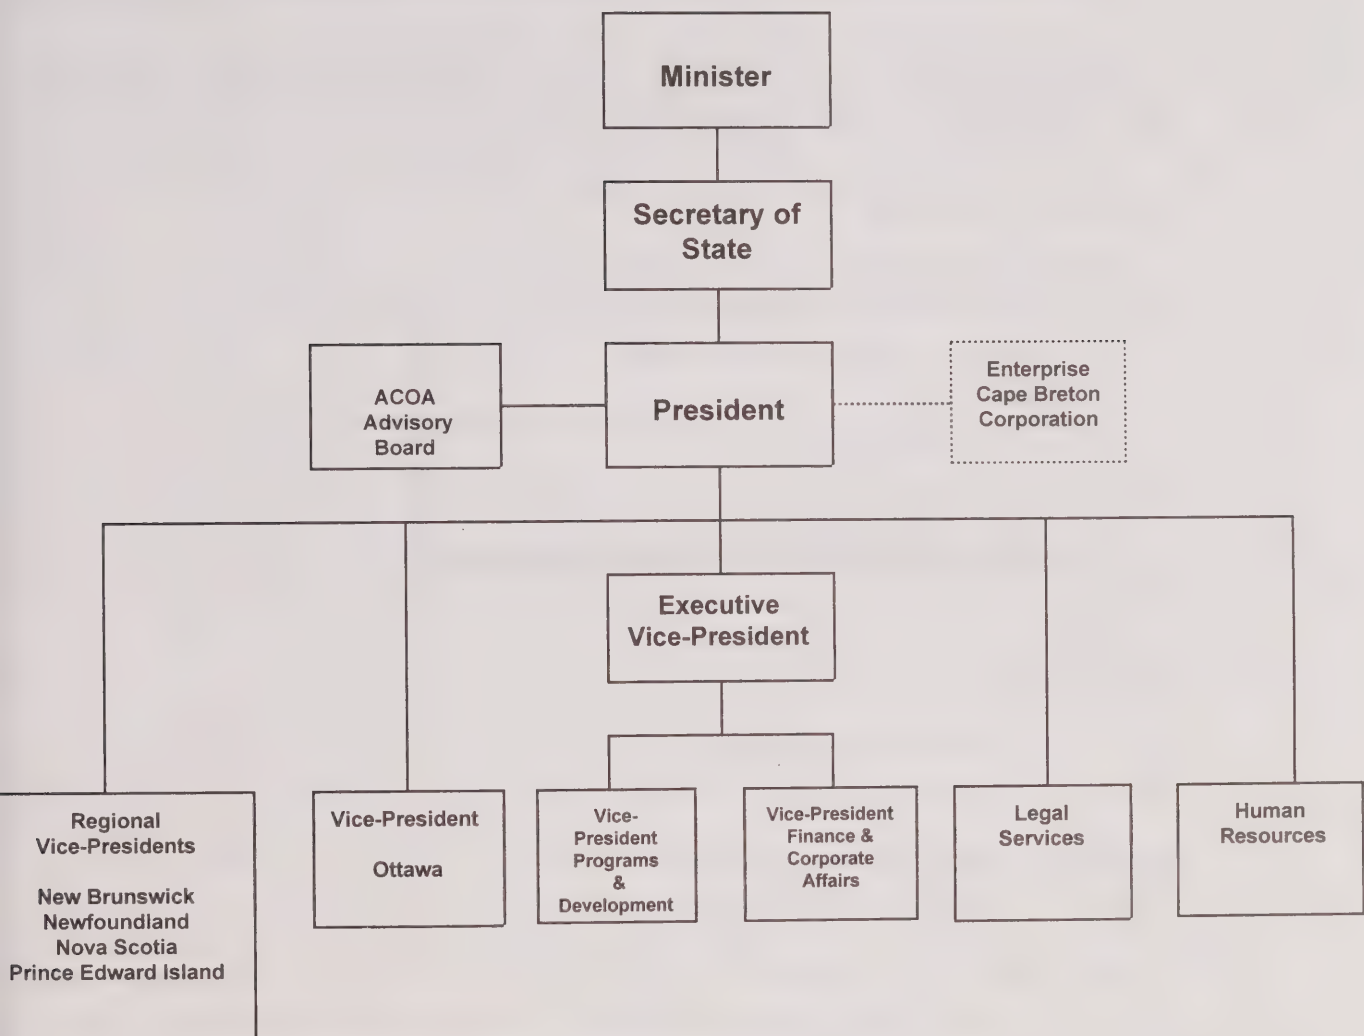 Minister
Secretary of
State
ACOA
Advisory
Board
President
Enterprise
Cape Breton
Corporation
Executive
Vice-President
Regional
Vice-Presidents
New Brunswick
Newfoundland
Nova Scotia
Prince Edward Island
Vice-President
Ottawa
Vice-
President
Programs
&
Development
Vice-President
Finance &
Corporate
Affairs
Legal
Services
Human
Resources